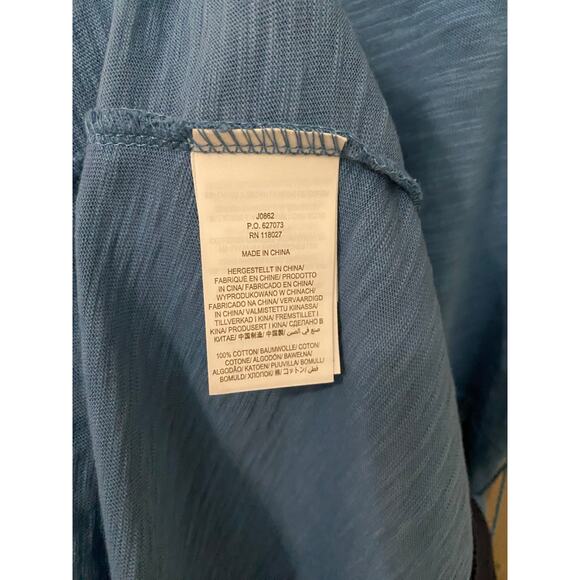 J0862
P.O. 627073
RN 118027
MADE IN CHINA
HERGESTELLT IN CHINA/
FABRIQUÉ EN CHINE/ PRODOTTO
IN CINA/ FABRICADO EN CHINA/
WYPRODUKOWANO W CHINACH/
FABRICADO NA CHINA/ VERVAARDIGD
IN CHINA/ VALMISTETTU KIINASSA/
TILLVERKAD I KINA/ FREMSTILLET I
KINA/ PRODUSERT I KINA/ СДЕЛАНО В
КИТАЕ/ 中国制造/ 中国製/ صنع في الصين
100% COTTON/ BAUMWOLLE/ COTON/
COTONE/ ALGODÓN/ BAWEŁNA/
ALGODÃO/ KATOEN/ PUUVILLA/ BOMULL/
BOMULD/ ХЛОПОК/ 棉/ コットン/ قطن